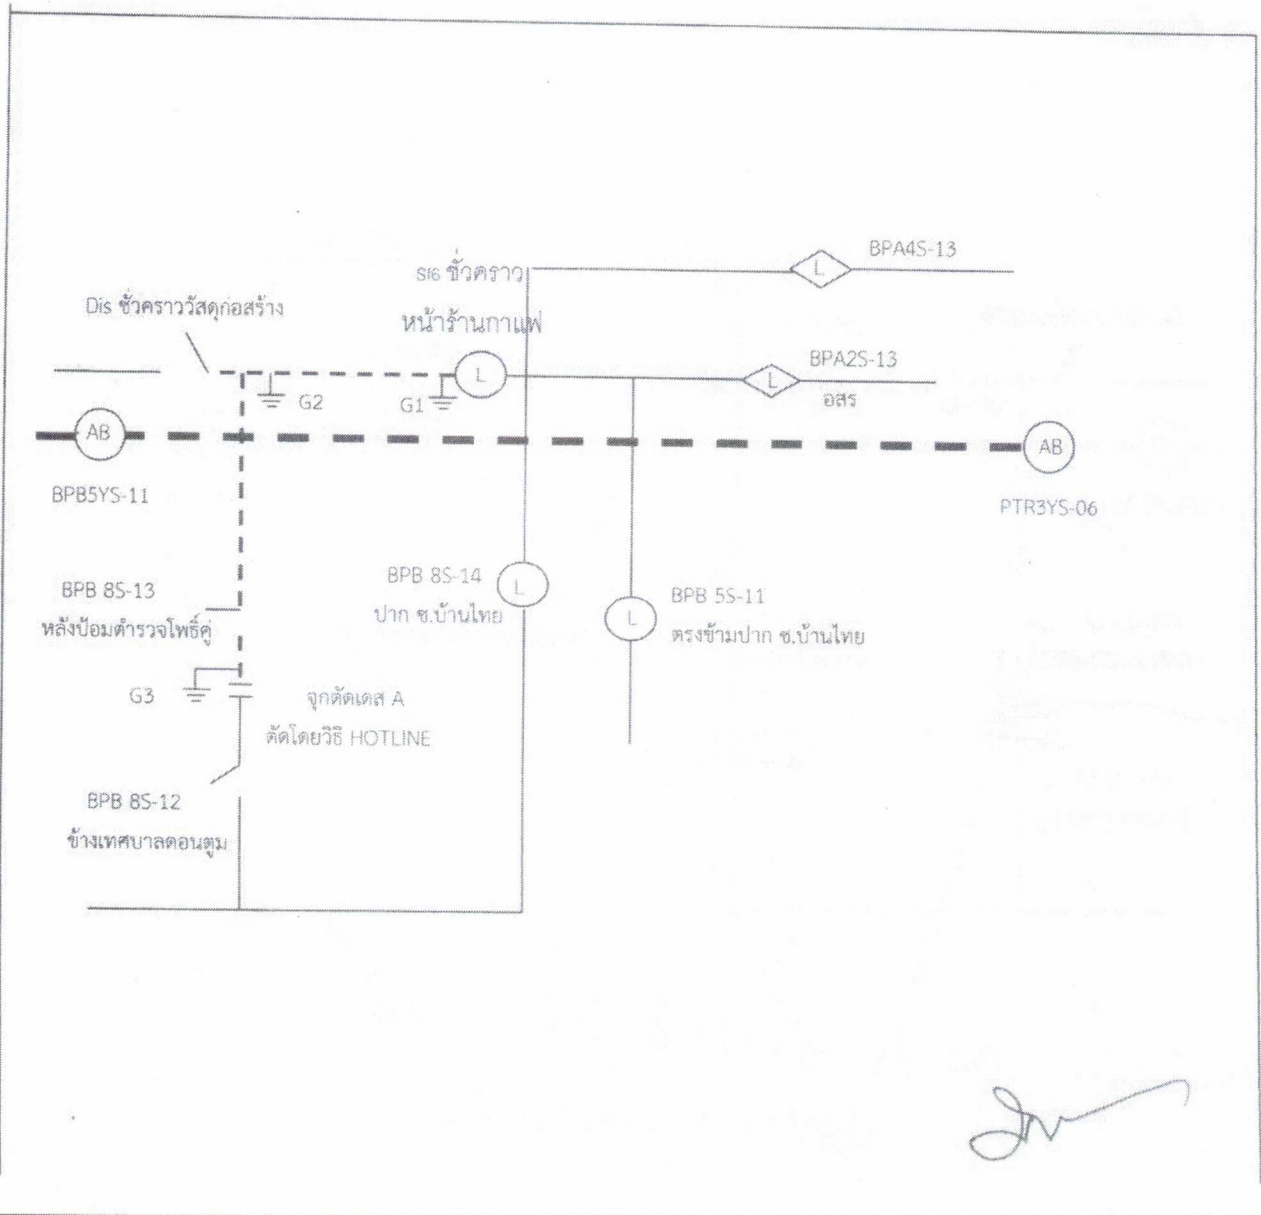 BPA4S-13
Sf6 ชั่วคราว
หน้าร้านกาแฟ
Dis ชั่วคราววัสดุก่อสร้าง
L
BPA2S-13
L
L
อสร
G2
G1
AB
AB
BPB5YS-11
PTR3YS-06
BPB 8S-13
หลังป้อมตำรวจโพธิ์คู่
BPB 8S-14
ปาก ซ.บ้านไทย
L
BPB 5S-11
ตรงข้ามปาก ซ.บ้านไทย
L
G3
จุกตัดเดส A
ตัดโดยวิธี HOTLINE
BPB 8S-12
ข้างเทศบาลดอนตูม